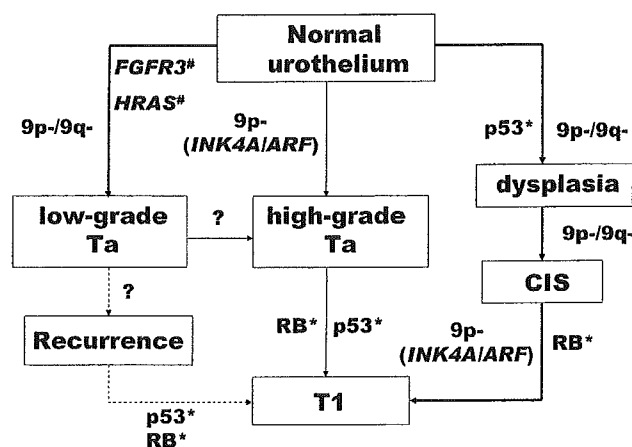 Normal
urothelium
FGFR3#
HRAS#
9p-/9q-
9p-
(INK4A/ARF)
p53*
9p-/9q-
dysplasia
low-grade
Ta
?
high-grade
Ta
9p-/9q-
CIS
?
Recurrence
RB*
p53*
9p-
(INK4A/ARF)
RB*
T1
p53*
RB*